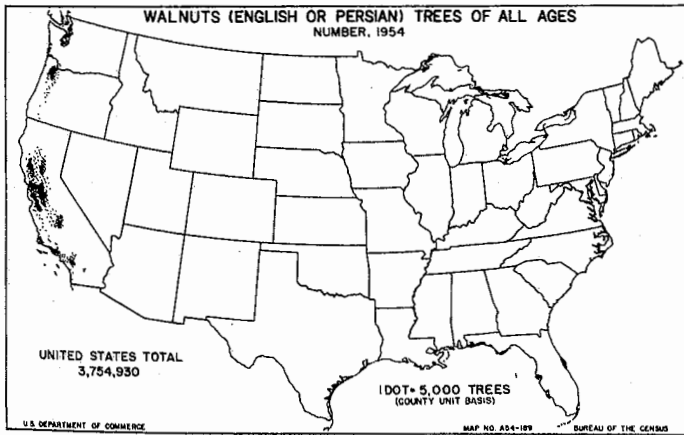 WALNUTS (ENGLISH OR PERSIAN) TREES OF ALL AGES
NUMBER, 1954
UNITED STATES TOTAL
3,754,930
1 DOT = 5,000 TREES
(COUNTY UNIT BASIS)
U.S. DEPARTMENT OF COMMERCE
MAP NO. A54-189
BUREAU OF THE CENSUS